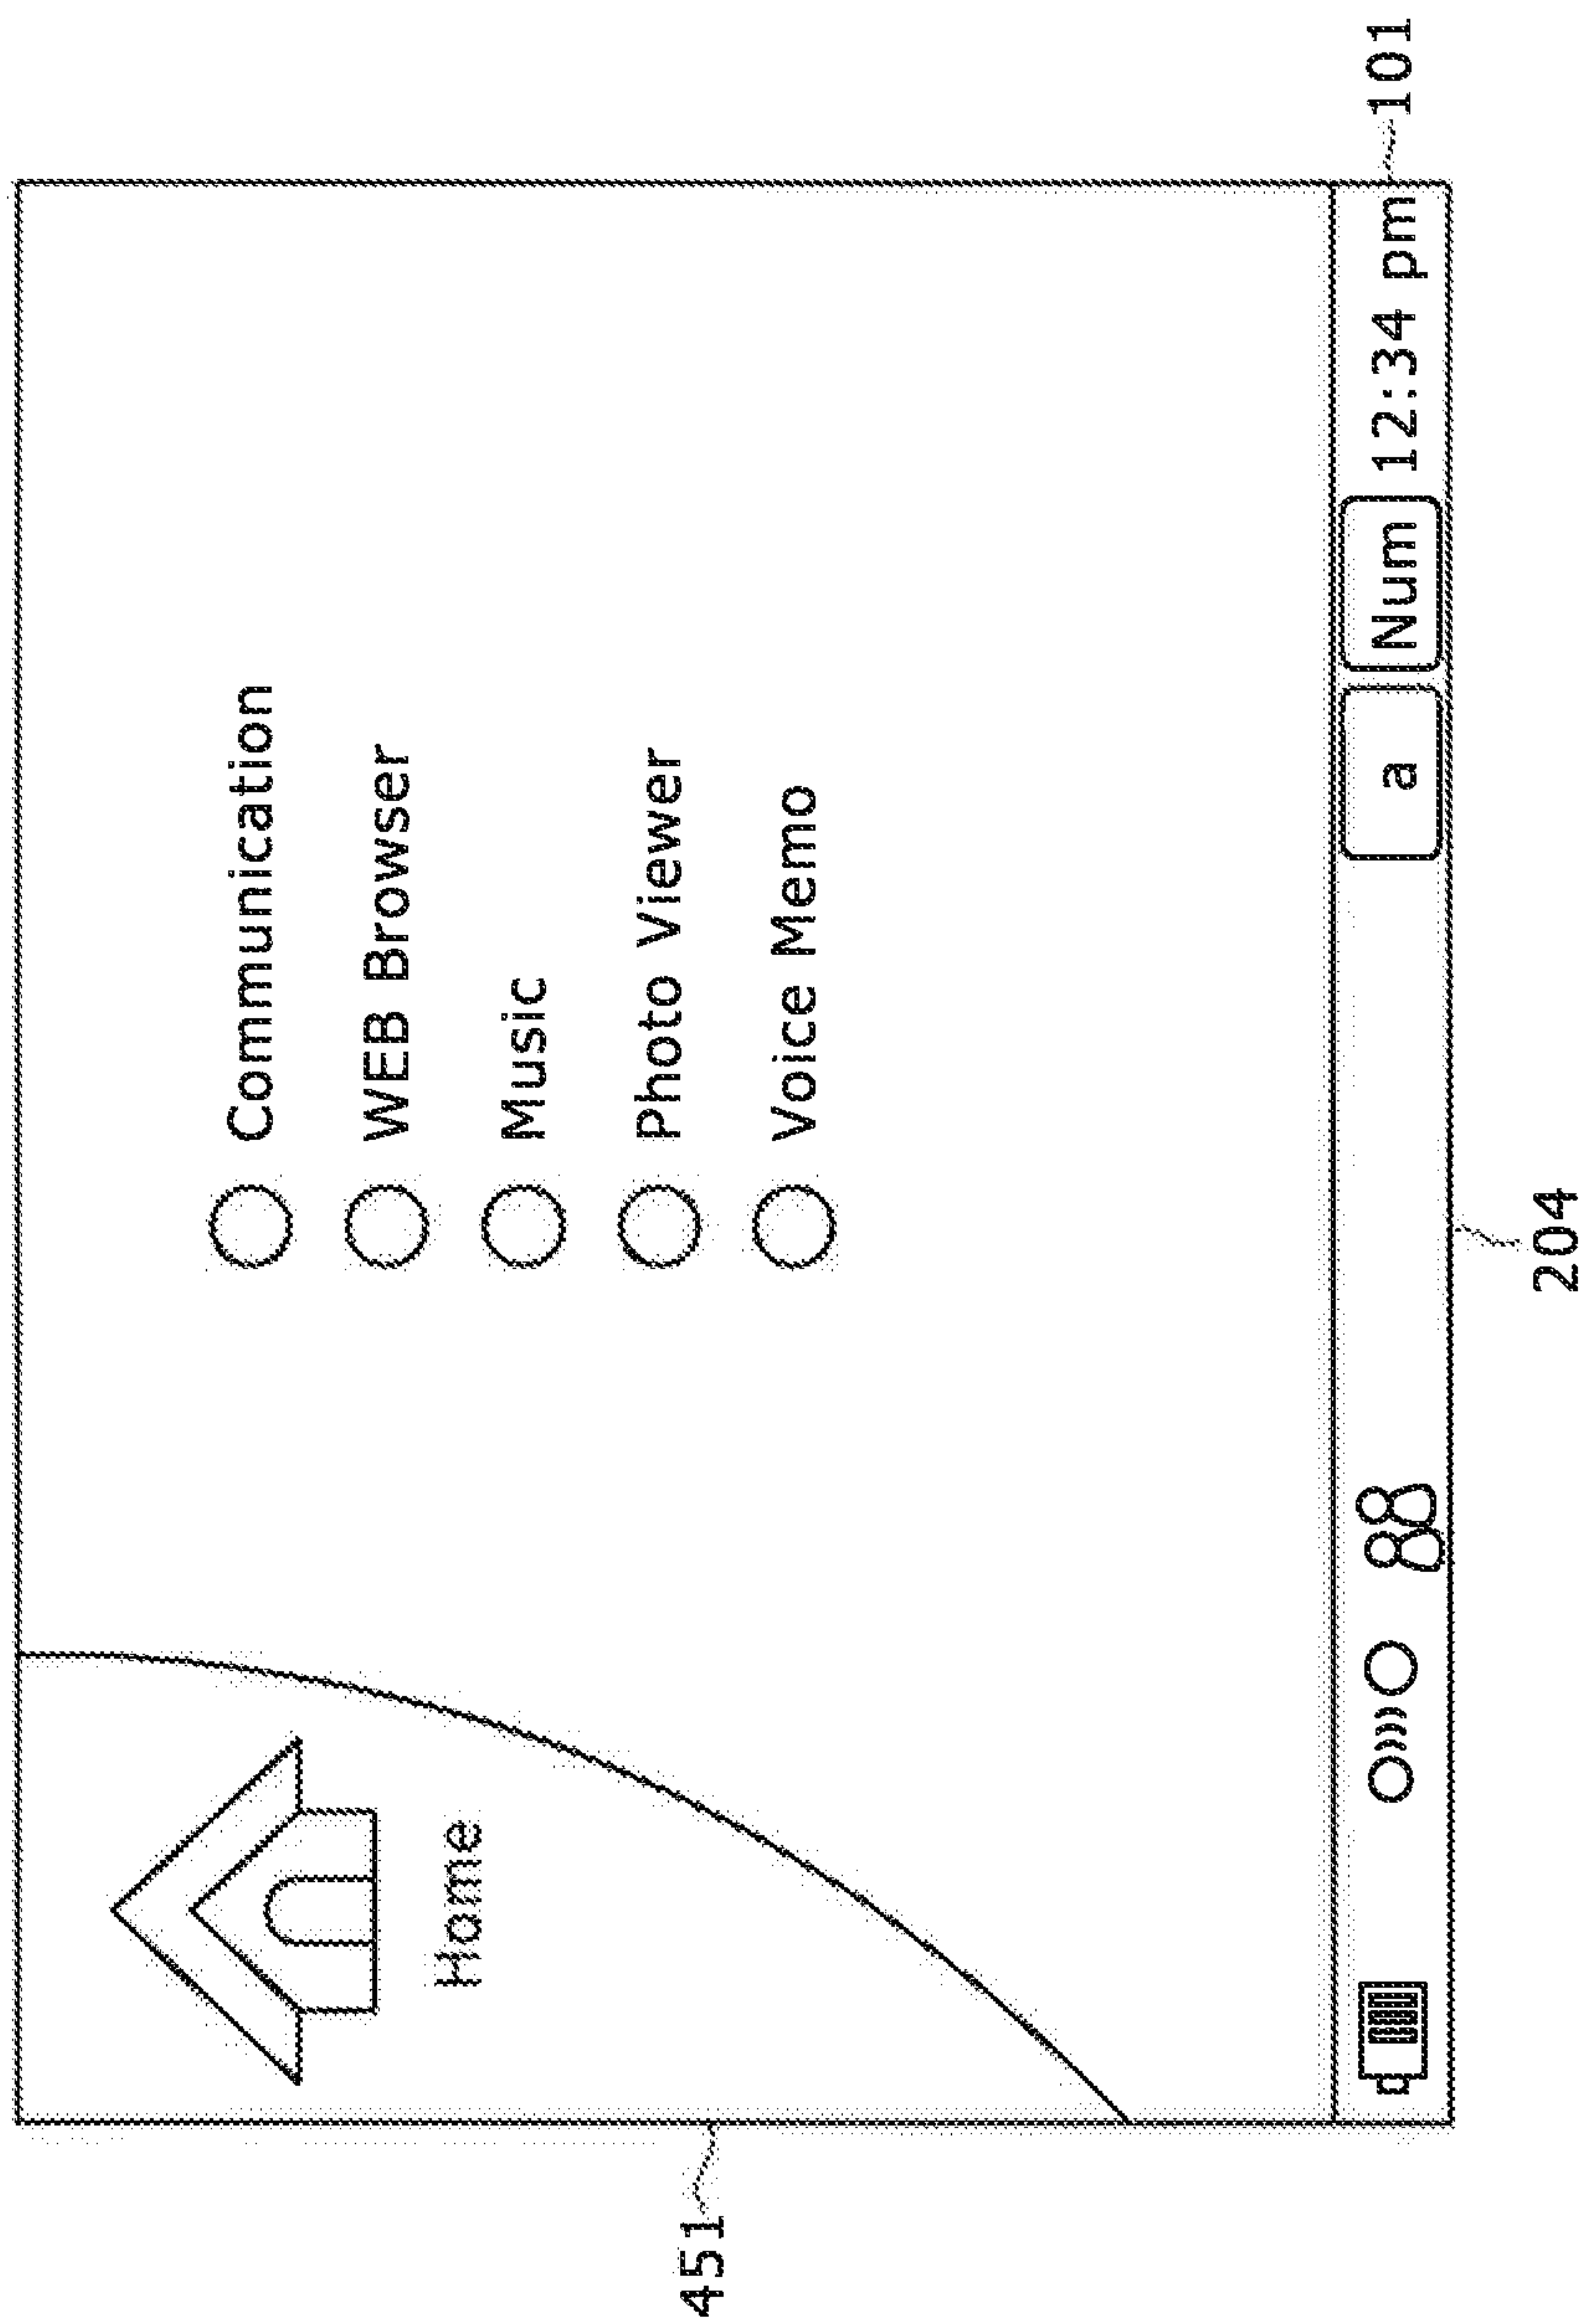 Home
Communication
WEB Browser
Music
Photo Viewer
Voice Memo
a Num 12:34 pm
451
204
101